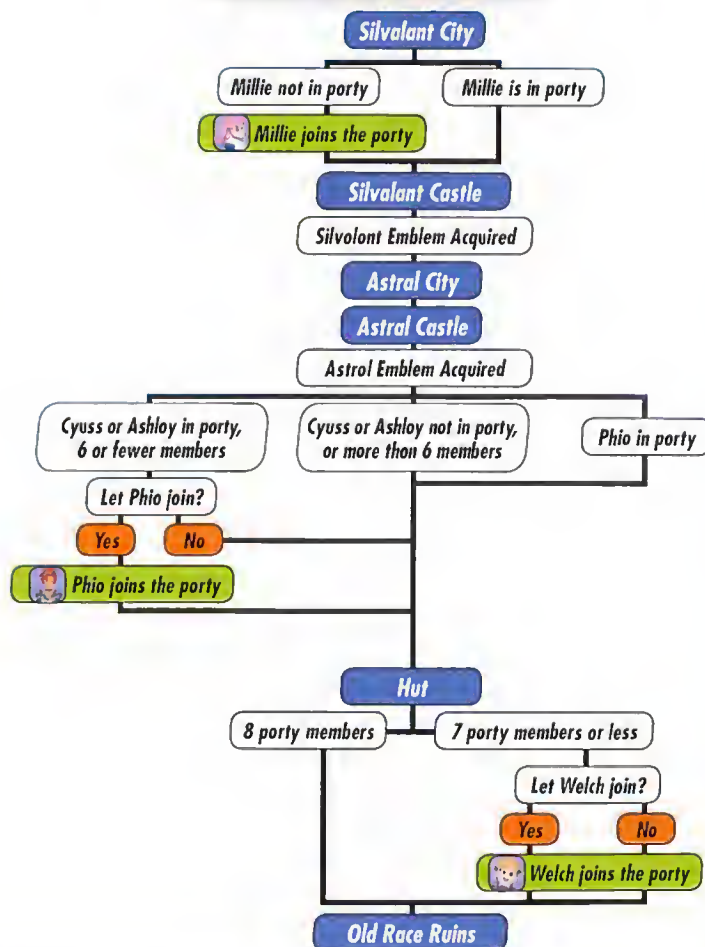 Silvalant City
Millie not in porty
Millie is in porty
Millie joins the porty
Silvalant Castle
Silvolont Emblem Acquired
Astral City
Astral Castle
Astrol Emblem Acquired
Cyuss or Ashloy in porty,
6 or fewer members
Cyuss or Ashloy not in porty,
or more than 6 members
Phio in porty
Let Phio join?
Yes
No
Phio joins the porty
Hut
8 porty members
7 porty members or less
Let Welch join?
Yes
No
Welch joins the porty
Old Race Ruins